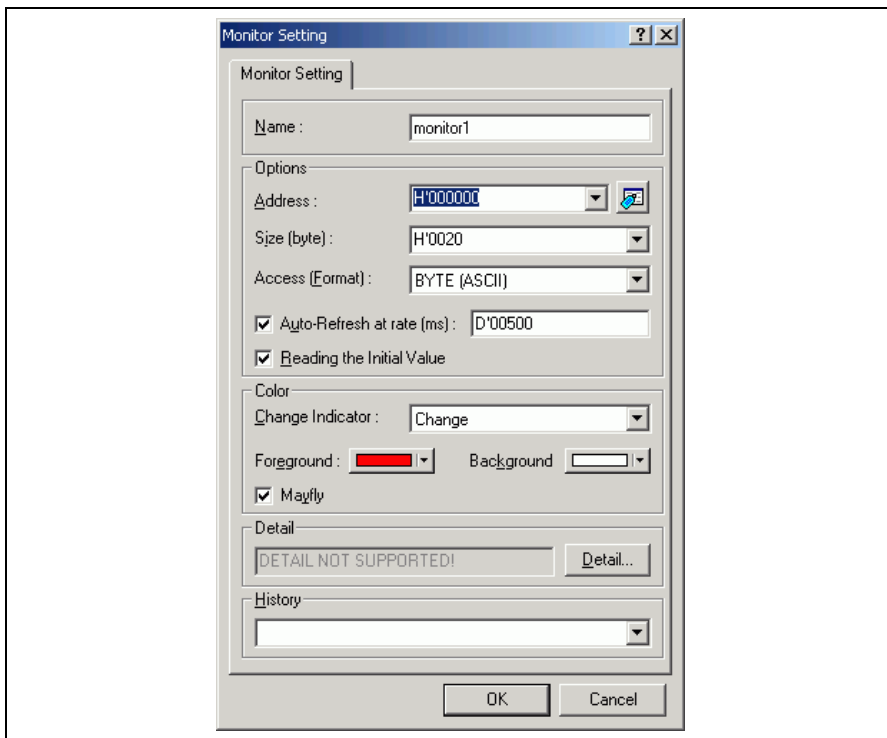 Monitor Setting
Monitor Setting
Name : monitor1
Options
Address : H'000000
Size (byte) : H'0020
Access (Format) : BYTE (ASCII)
Auto-Refresh at rate (ms) : D'00500
Reading the Initial Value
Color
Change Indicator : Change
Foreground : Background
Mayfly
Detail
DETAIL NOT SUPPORTED! Detail...
History
OK Cancel